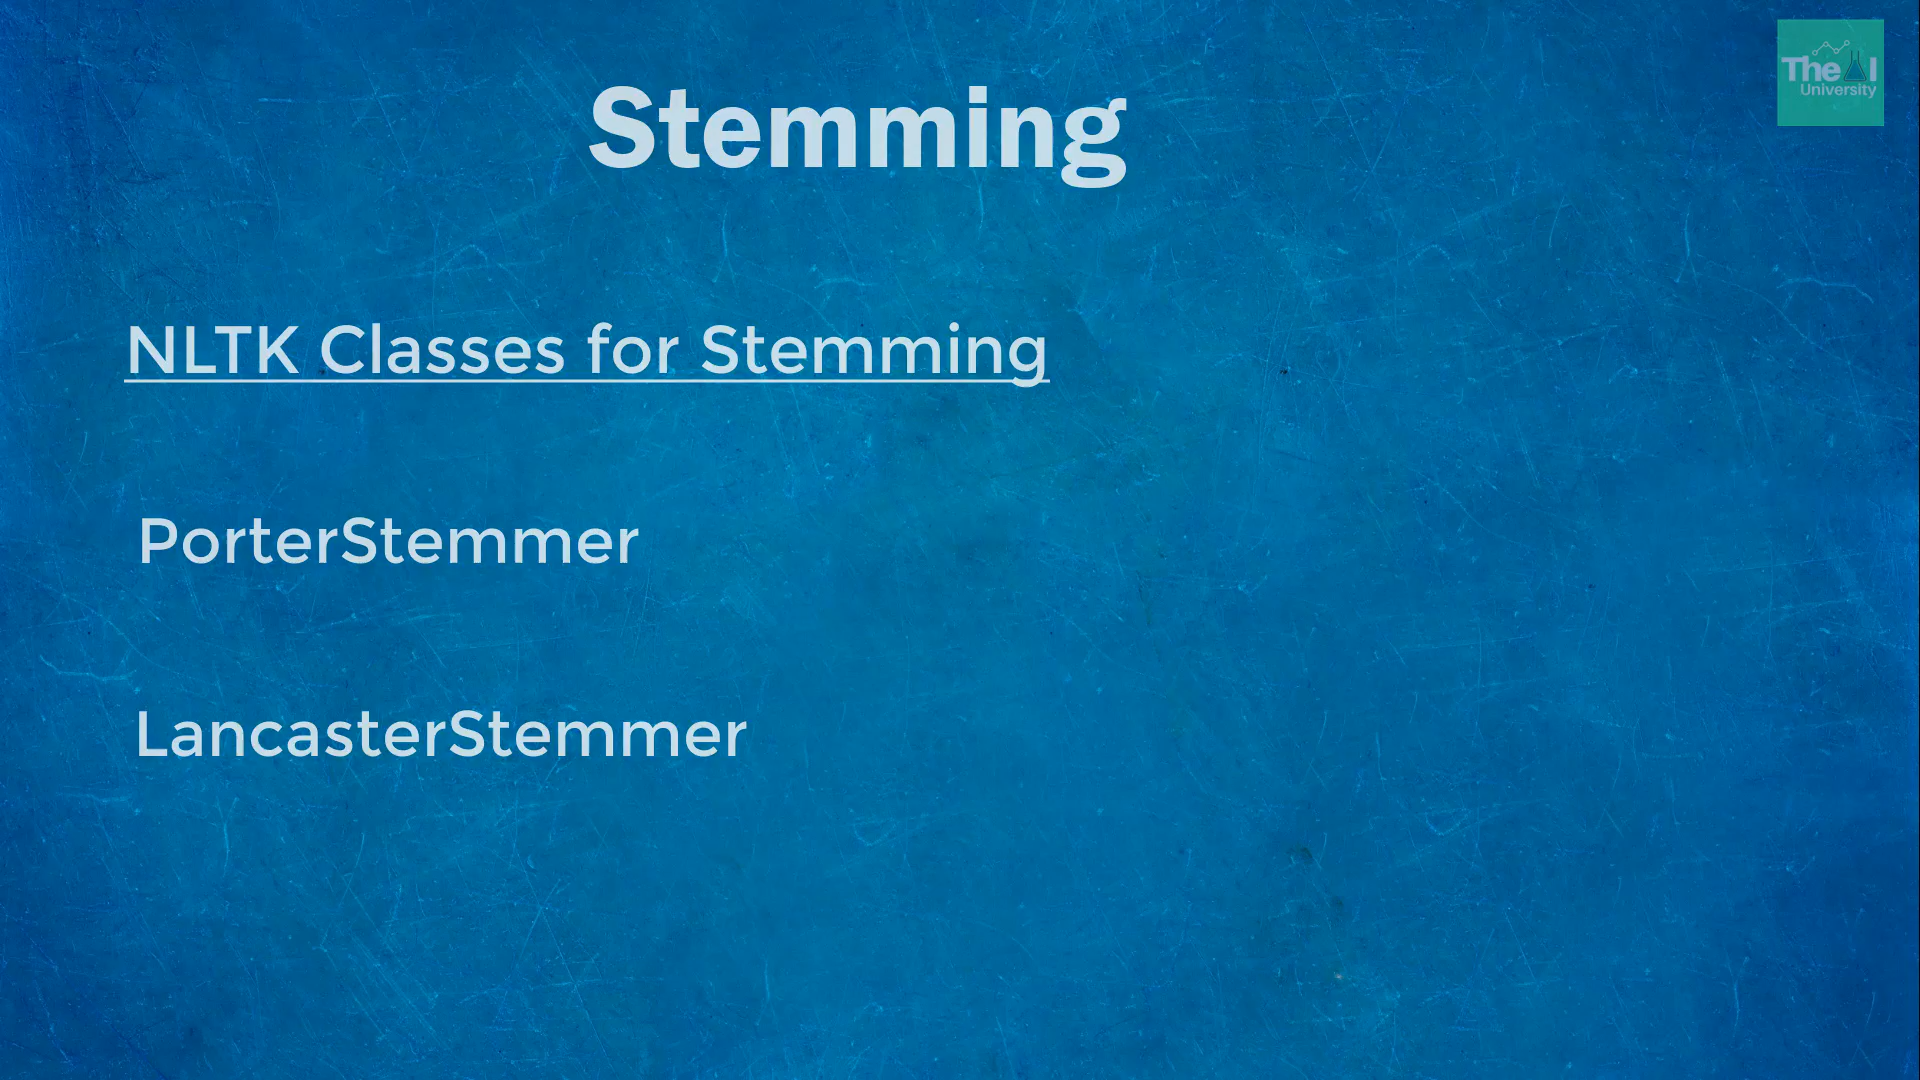 The AI
University
Stemming
NLTK Classes for Stemming
PorterStemmer
LancasterStemmer